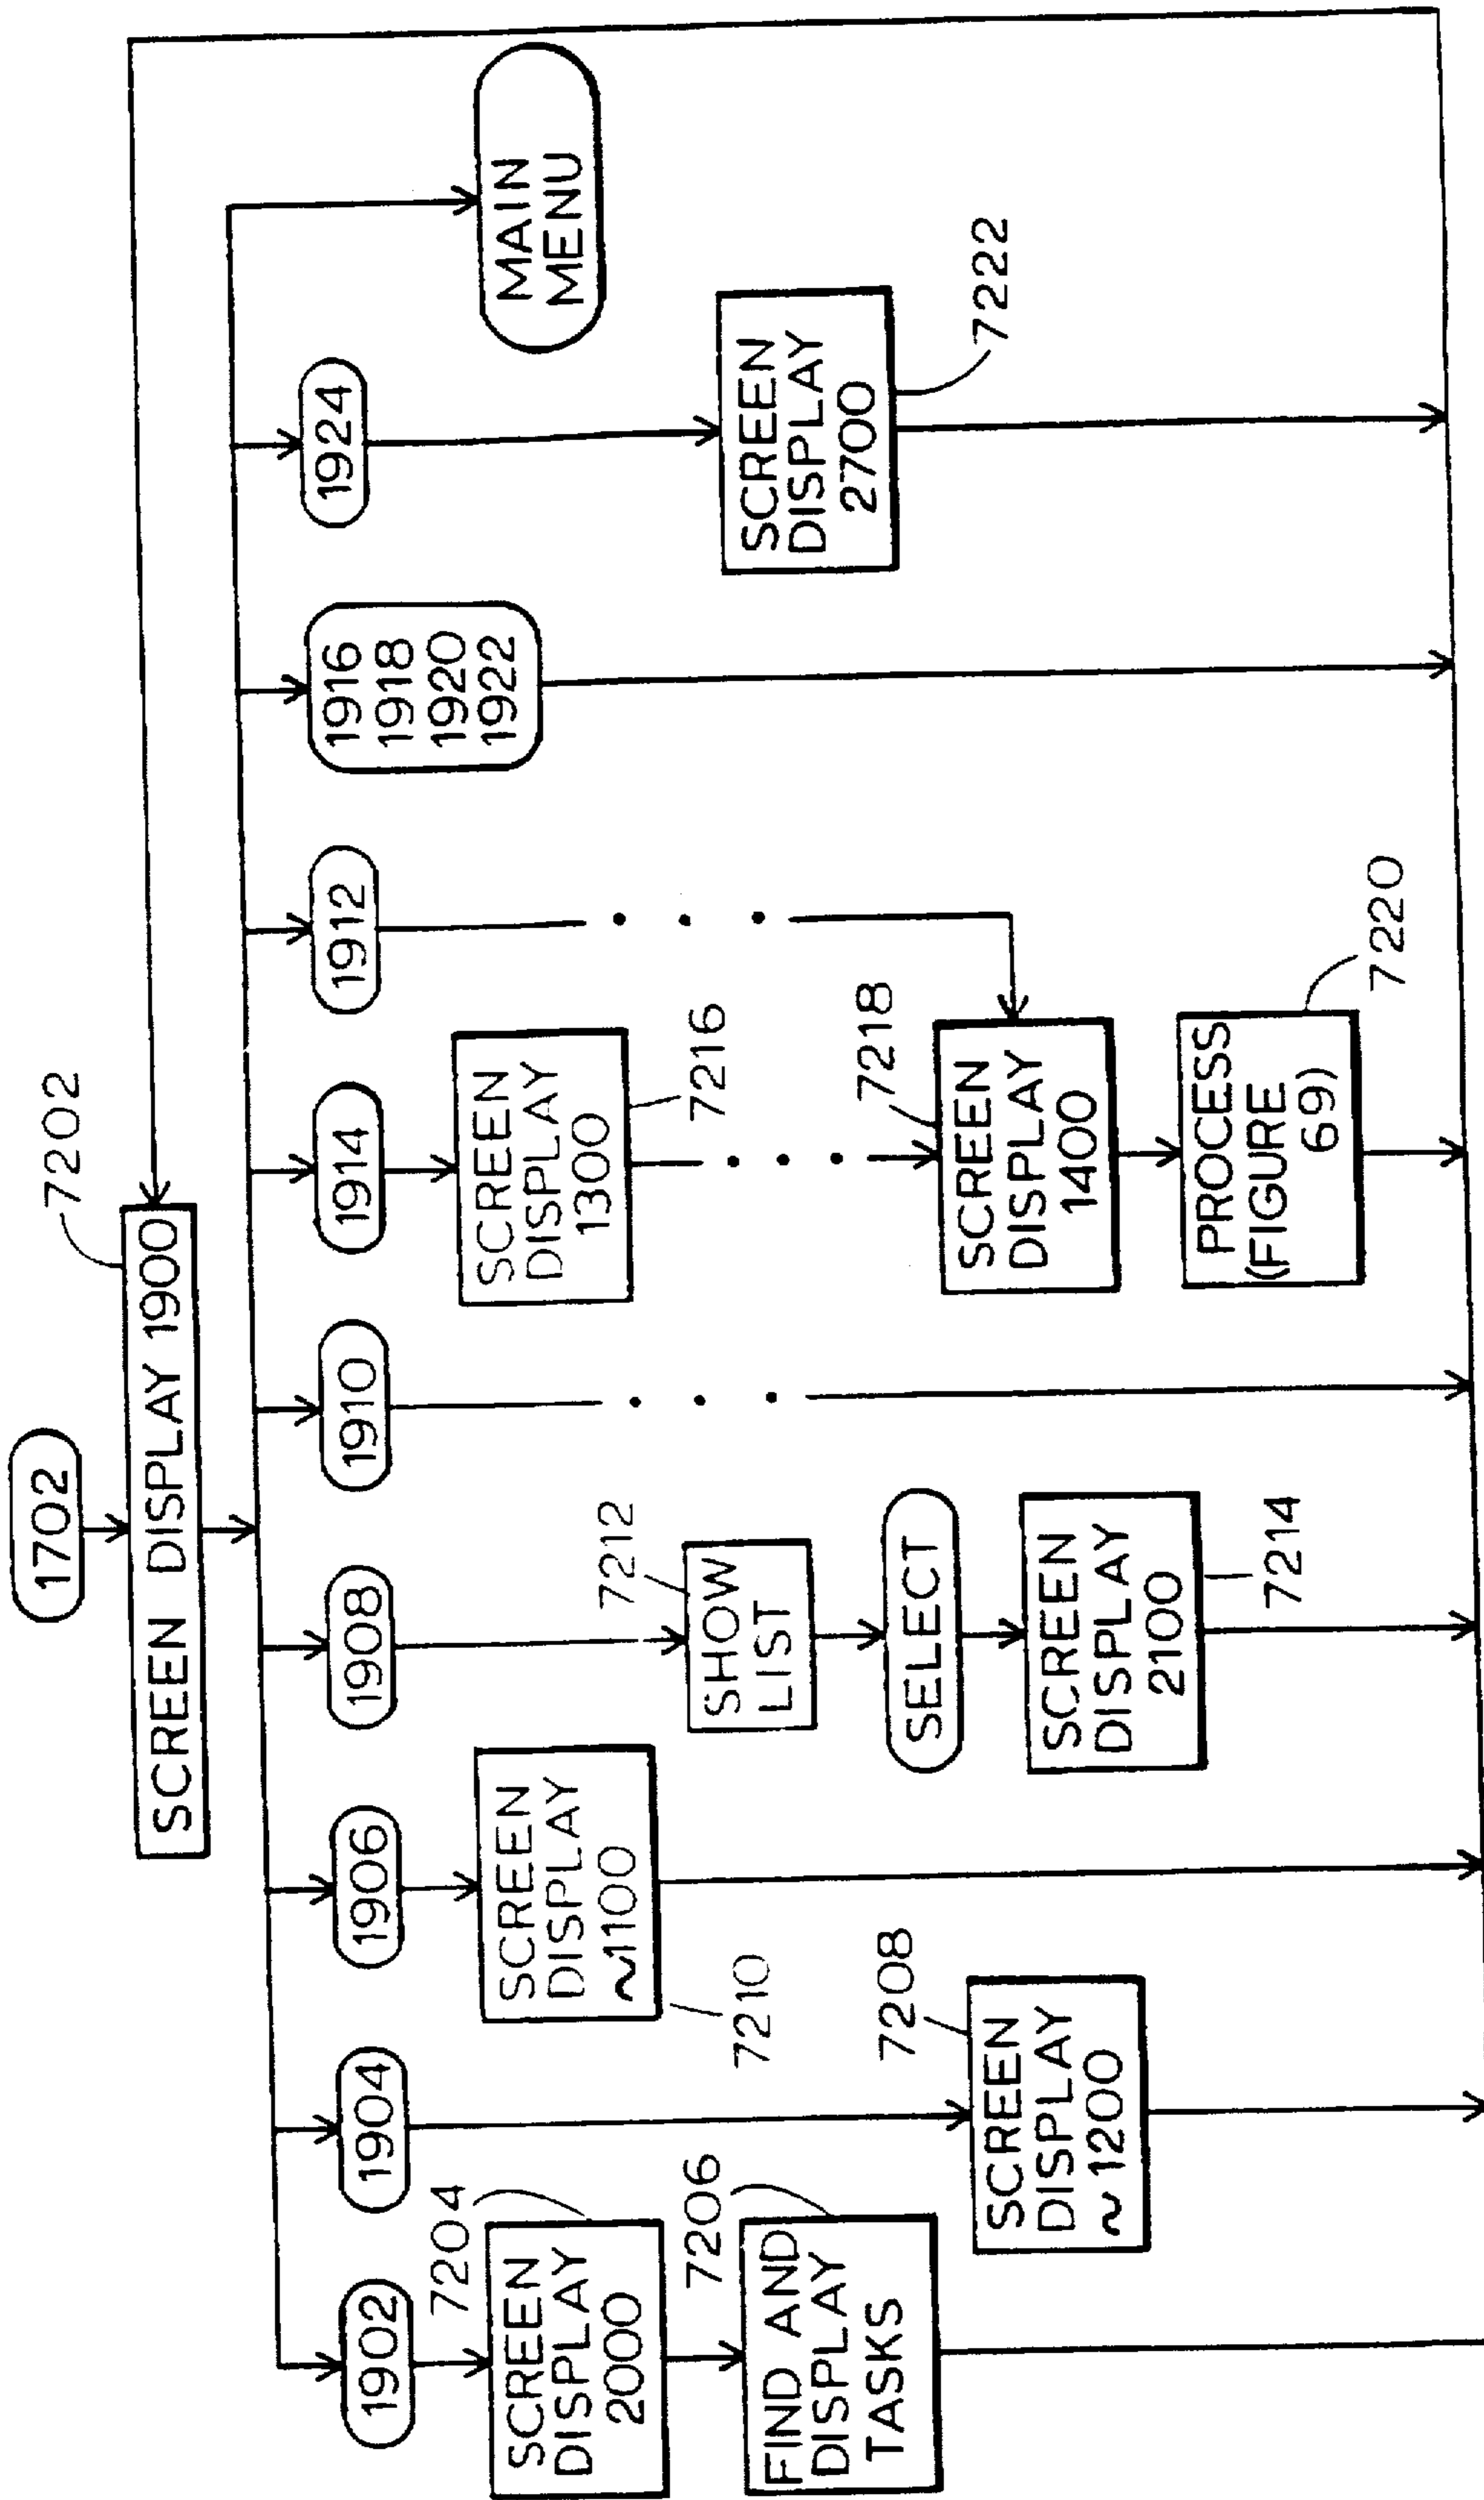 1702
7202
SCREEN DISPLAY 1900
1902
7204
SCREEN
DISPLAY
2000
7206
FIND AND
DISPLAY
TASKS
1904
7208
SCREEN
DISPLAY
~1200
1906
SCREEN
DISPLAY
~1100
7210
1908
7212
SHOW
LIST
SELECT
SCREEN
DISPLAY
2100
7214
1910
1914
SCREEN
DISPLAY
1300
7216
7218
SCREEN
DISPLAY
1400
PROCESS
(FIGURE
69)
7220
1912
1916
1918
1920
1922
1924
SCREEN
DISPLAY
2700
7222
MAIN
MENU